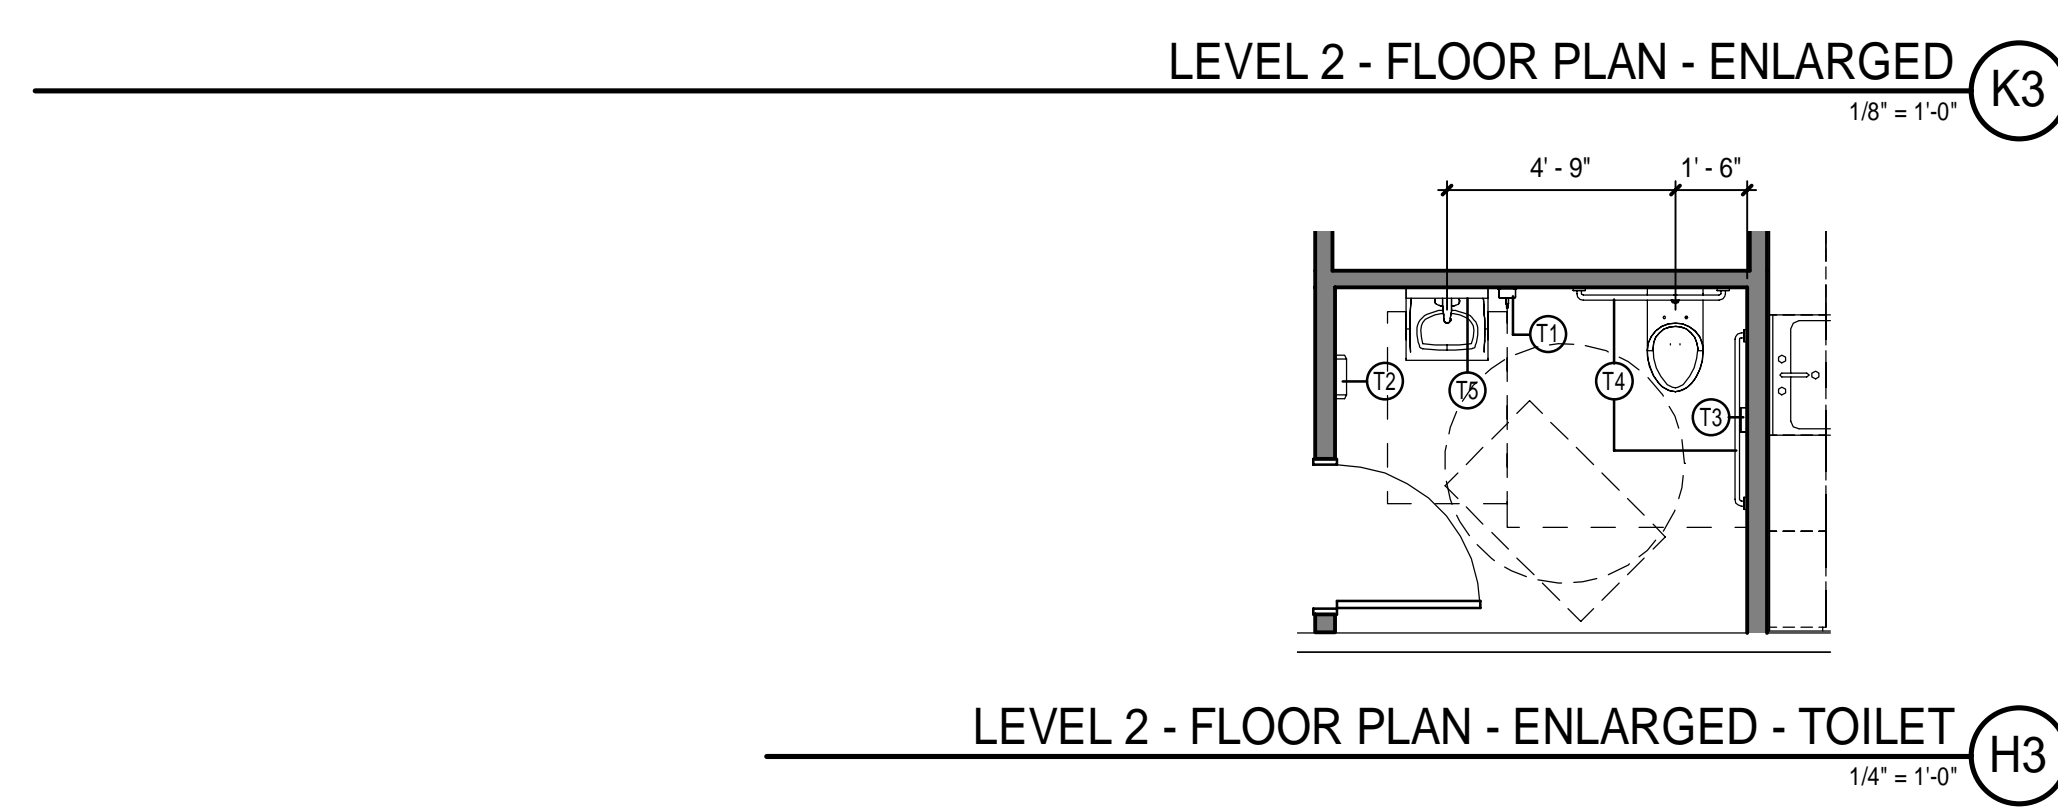 LEVEL 2 - FLOOR PLAN - ENLARGED
K3
1/8" = 1'-0"
4' - 9"
1' - 6"
T1
T2
T5
T4
T3
LEVEL 2 - FLOOR PLAN - ENLARGED - TOILET
H3
1/4" = 1'-0"